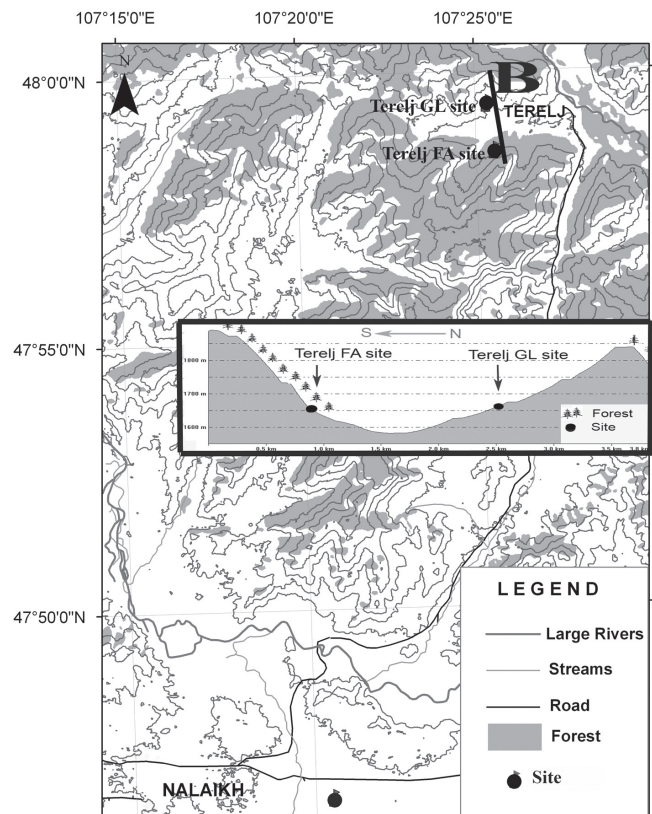 107°15'0"E 107°20'0"E 107°25'0"E
N
48°0'0"N
B
Terelj GL site
TERELJ
Terelj FA site
47°55'0"N
S N
Terelj FA site Terelj GL site
1800 m
1700 m
1600 m
Forest
Site
0.5 km 1.0 km 1.5 km 2.0 km 2.5 km 3.0 km 3.5 km
47°50'0"N
LEGEND
Large Rivers
Streams
Road
Forest
Site
NALAIKH